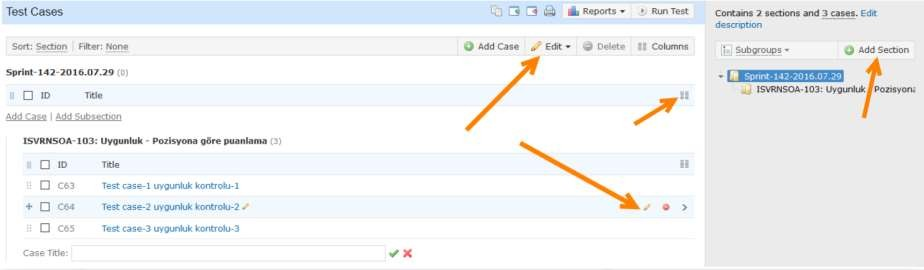 Test Cases
Reports
Run Test
Sort: Section | Filter: None
Add Case
Edit
Delete
Columns
Sprint-142-2016.07.29 (0)
ID Title
Add Case | Add Subsection
ISVRNSOA-103: Uygunluk - Pozisyona göre puanlama (3)
ID Title
C63 Test case-1 uygunluk kontrolu-1
C64 Test case-2 uygunluk kontrolu-2
C65 Test case-3 uygunluk kontrolu-3
Case Title:
Contains 2 sections and 3 cases. Edit
description
Subgroups
Add Section
Sprint-142-2016.07.29
ISVRNSOA-103: Uygunluk - Pozisyona